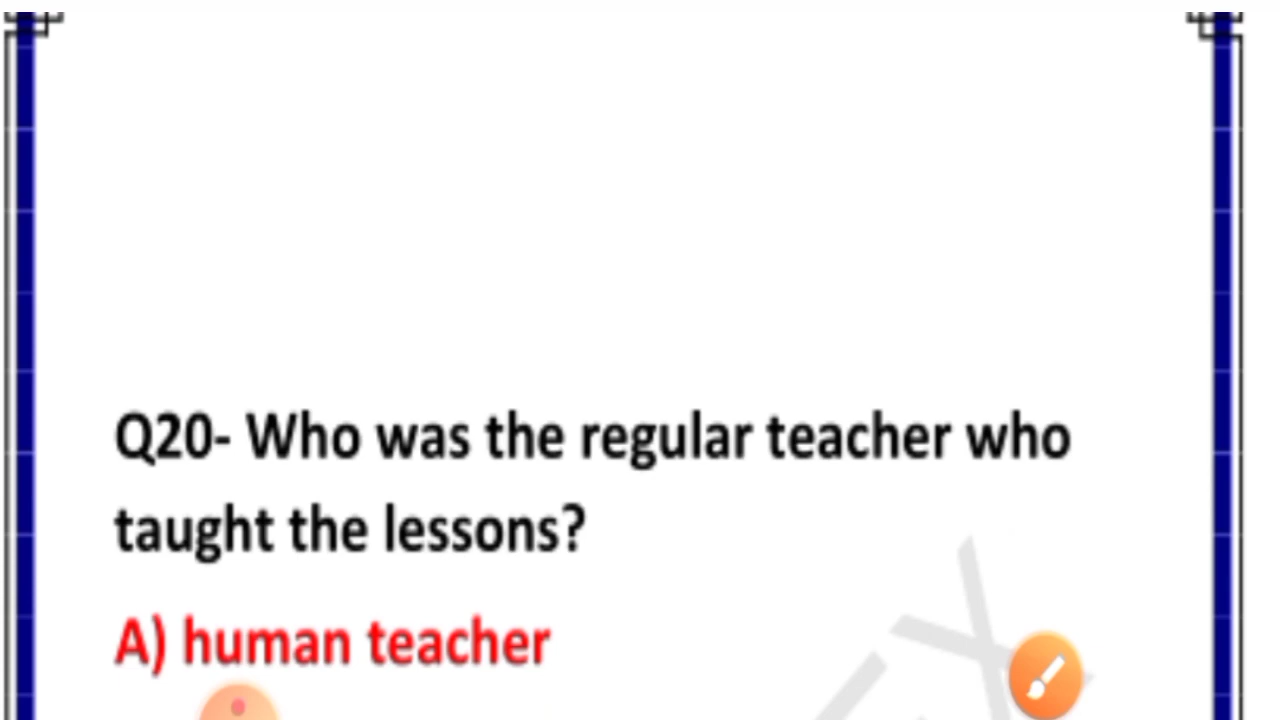 Q20- Who was the regular teacher who
taught the lessons?
A) human teacher